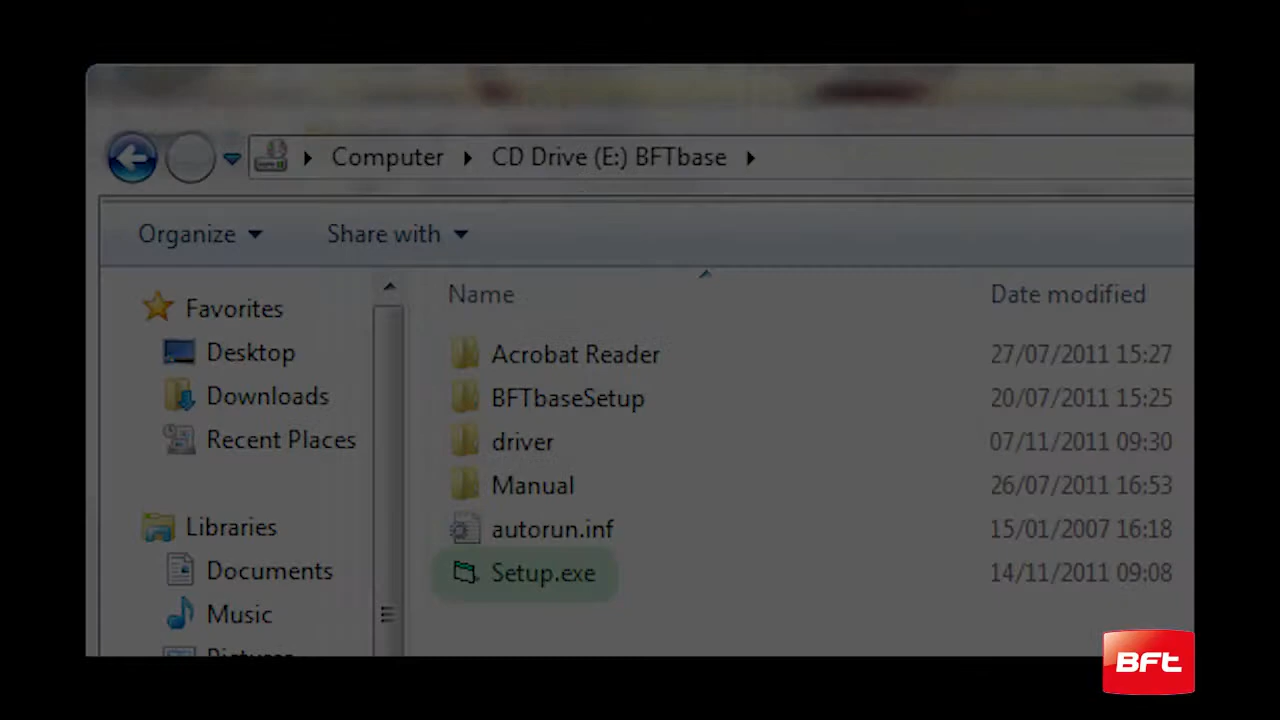 Computer CD Drive (E:) BFTbase
Organize Share with
Name Date modified
Favorites
Desktop
Downloads
Recent Places
Libraries
Documents
Music
Pictures
Acrobat Reader 27/07/2011 15:27
BFTbaseSetup 20/07/2011 15:25
driver 07/11/2011 09:30
Manual 26/07/2011 16:53
autorun.inf 15/01/2007 16:18
Setup.exe 14/11/2011 09:08
BFt